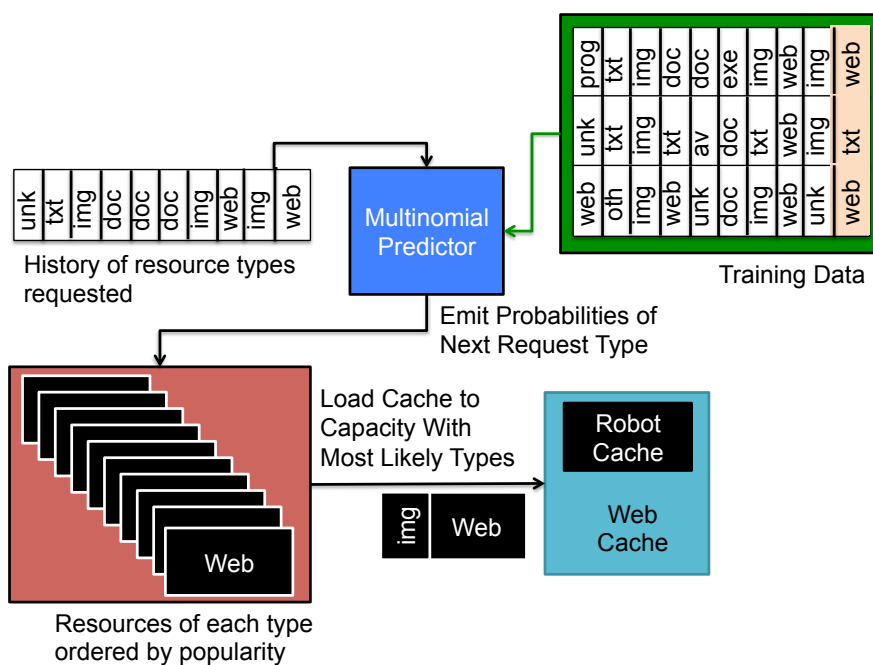 prog txt img doc doc exe img web img web
unk txt img txt av doc txt web img txt
web oth img web unk doc img web unk web
Training Data
unk txt img doc doc doc img web img web
History of resource types
requested
Multinomial
Predictor
Emit Probabilities of
Next Request Type
Load Cache to
Capacity With
Most Likely Types
img Web
Robot
Cache
Web
Cache
Web
Resources of each type
ordered by popularity